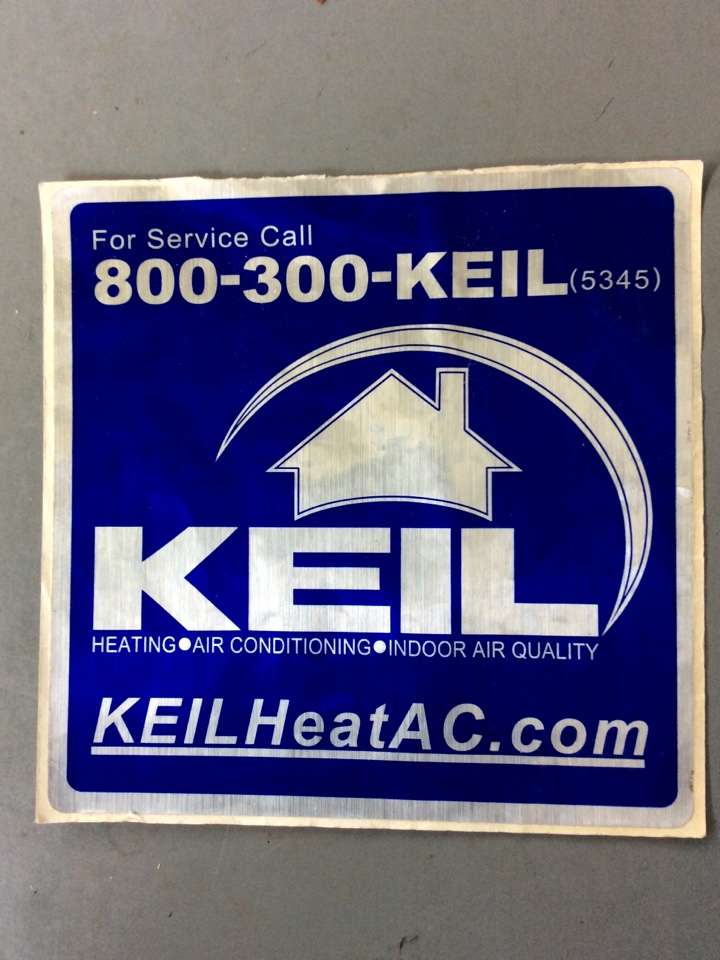 For Service Call
800-300-KEIL(5345)
KEIL
HEATING●AIR CONDITIONING●INDOOR AIR QUALITY
KEILHeatAC.com